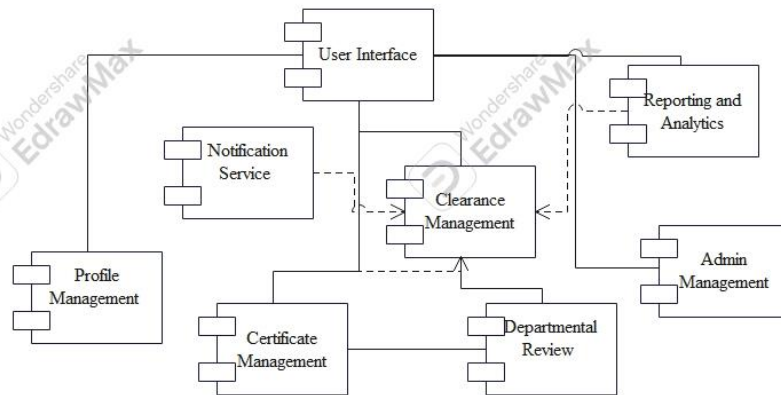 User Interface
Wondershare
EdrawMax
Reporting and
Analytics
Wondershare
EdrawMax
Notification
Service
Clearance
Management
Profile
Management
Admin
Management
Certificate
Management
Departmental
Review